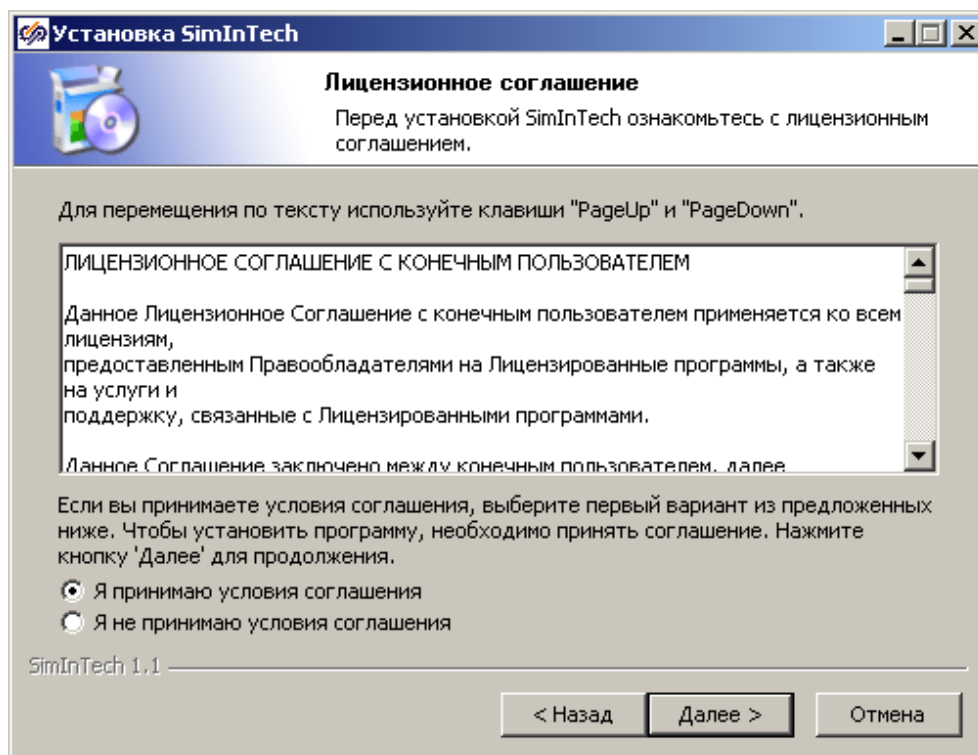 Установка SimInTech
Лицензионное соглашение
Перед установкой SimInTech ознакомьтесь с лицензионным
соглашением.
Для перемещения по тексту используйте клавиши "PageUp" и "PageDown".
ЛИЦЕНЗИОННОЕ СОГЛАШЕНИЕ С КОНЕЧНЫМ ПОЛЬЗОВАТЕЛЕМ
Данное Лицензионное Соглашение с конечным пользователем применяется ко всем
лицензиям,
предоставленным Правообладателями на Лицензированные программы, а также
на услуги и
поддержку, связанные с Лицензированными программами.
Данное Соглашение заключено между конечным пользователем, далее
Если вы принимаете условия соглашения, выберите первый вариант из предложенных
ниже. Чтобы установить программу, необходимо принять соглашение. Нажмите
кнопку 'Далее' для продолжения.
Я принимаю условия соглашения
Я не принимаю условия соглашения
SimInTech 1.1
< Назад
Далее >
Отмена